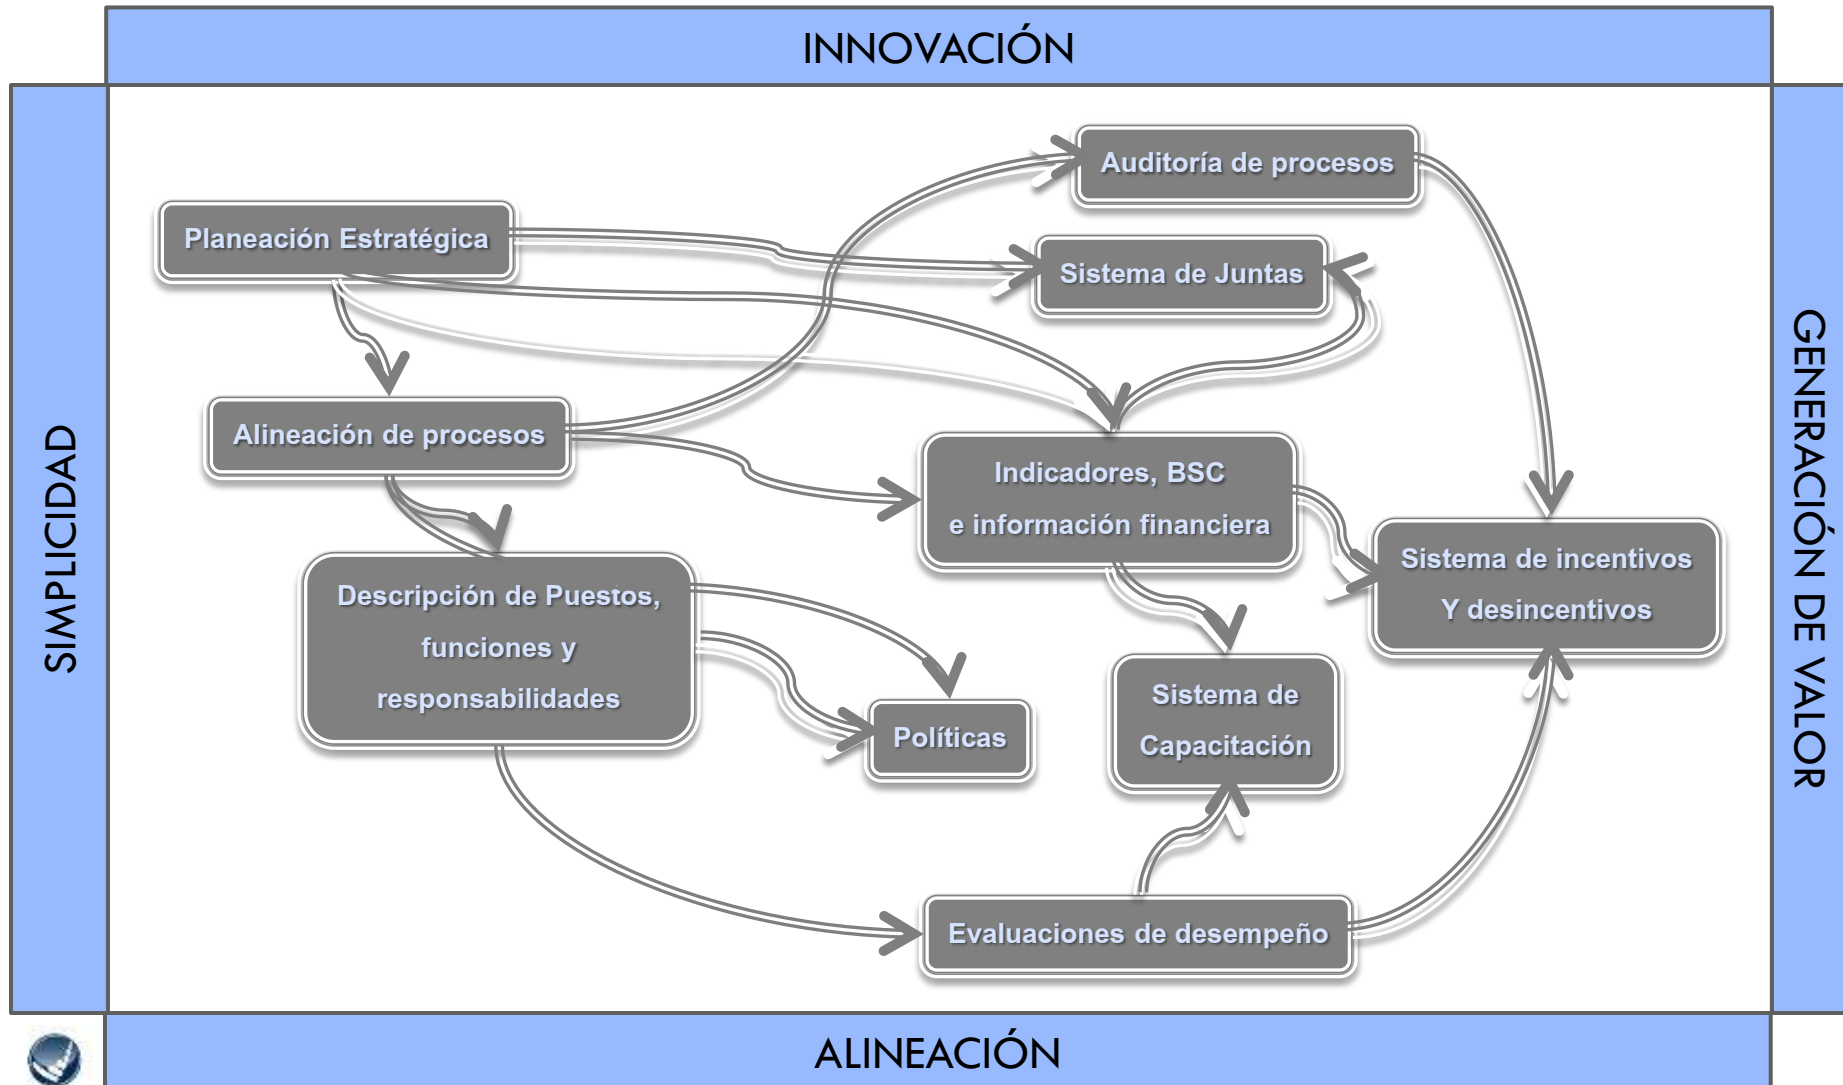 INNOVACIÓN
SIMPLICIDAD
Auditoría de procesos
Planeación Estratégica
Sistema de Juntas
Alineación de procesos
Indicadores, BSC
e información financiera
Sistema de incentivos
Y desincentivos
Descripción de Puestos,
funciones y
responsabilidades
Sistema de
Capacitación
Políticas
Evaluaciones de desempeño
GENERACIÓN DE VALOR
ALINEACIÓN